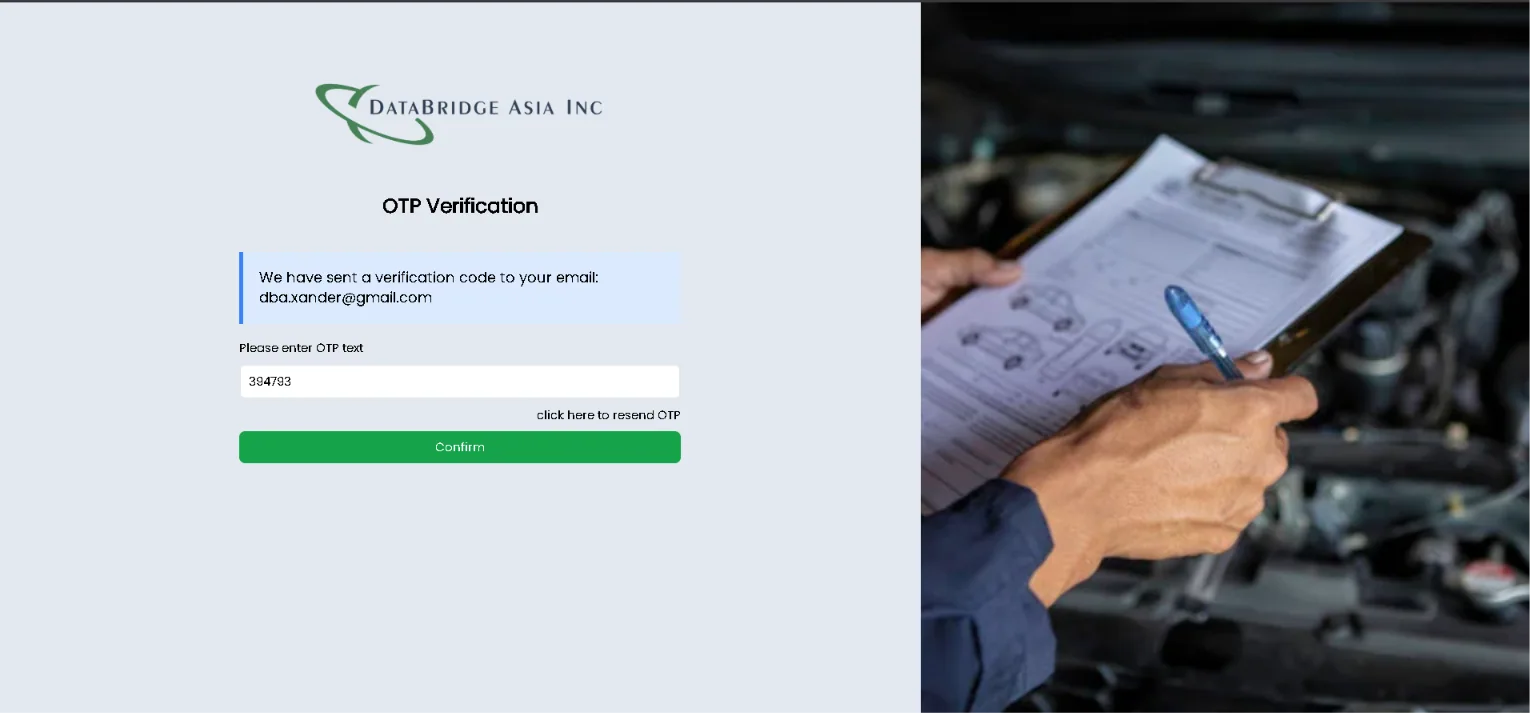 DATABRIDGE ASIA INC
OTP Verification
We have sent a verification code to your email:
dba.xander@gmail.com
Please enter OTP text
394793
click here to resend OTP
Confirm